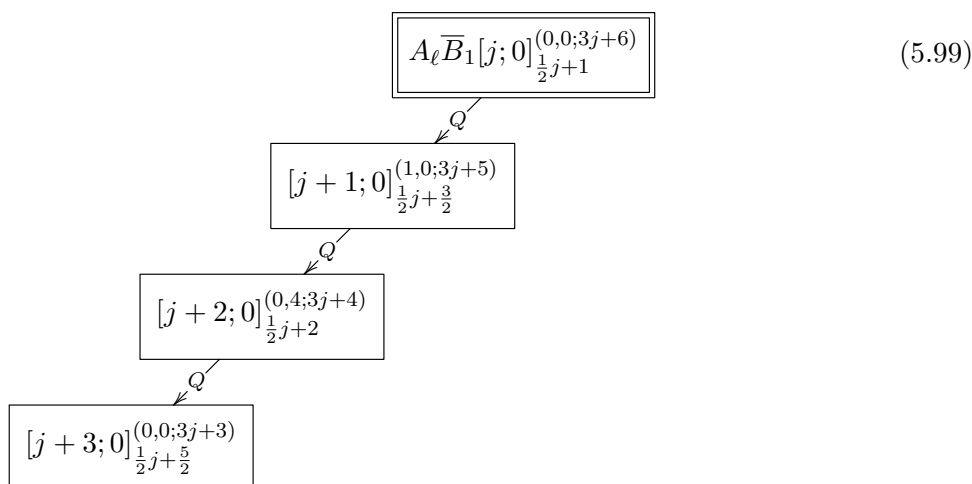 $A_\ell \overline{B}_1[j;0]^{(0,0;3j+6)}_{\frac{1}{2}j+1}$ (5.99)
Q
$[j+1;0]^{(1,0;3j+5)}_{\frac{1}{2}j+\frac{3}{2}}$
Q
$[j+2;0]^{(0,4;3j+4)}_{\frac{1}{2}j+2}$
Q
$[j+3;0]^{(0,0;3j+3)}_{\frac{1}{2}j+\frac{5}{2}}$